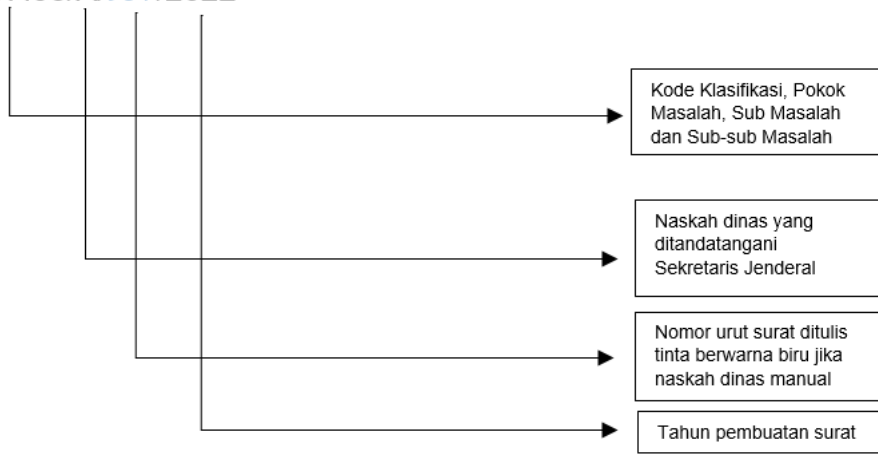 Kode Klasifikasi, Pokok
Masalah, Sub Masalah
dan Sub-sub Masalah
Naskah dinas yang
ditandatangani
Sekretaris Jenderal
Nomor urut surat ditulis
tinta berwarna biru jika
naskah dinas manual
Tahun pembuatan surat